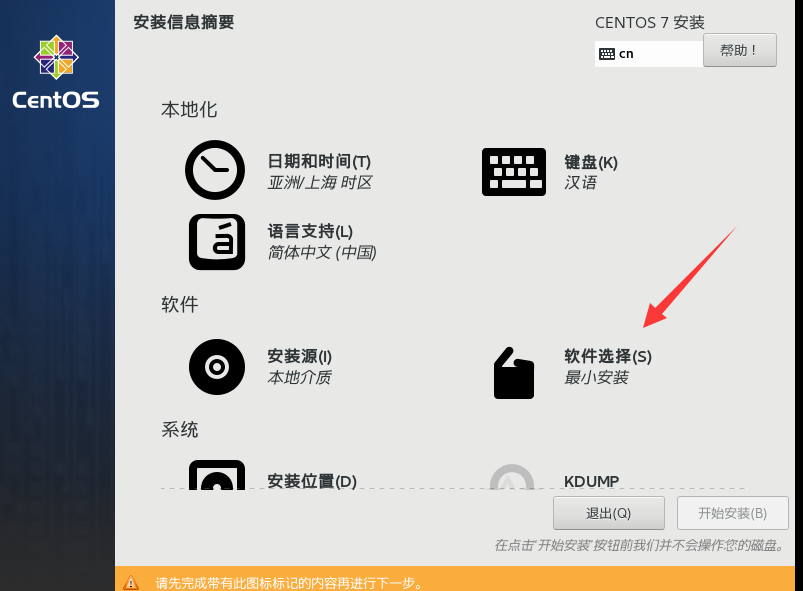 安装信息摘要
CENTOS 7 安装
cn
帮助！
CentOS
本地化
日期和时间(T)
亚洲/上海 时区
键盘(K)
汉语
语言支持(L)
简体中文 (中国)
软件
安装源(I)
本地介质
软件选择(S)
最小安装
系统
安装位置(D)
KDUMP
退出(Q)
开始安装(B)
在点击'开始安装'按钮前我们并不会操作您的磁盘。
请先完成带有此图标标记的内容再进行下一步。